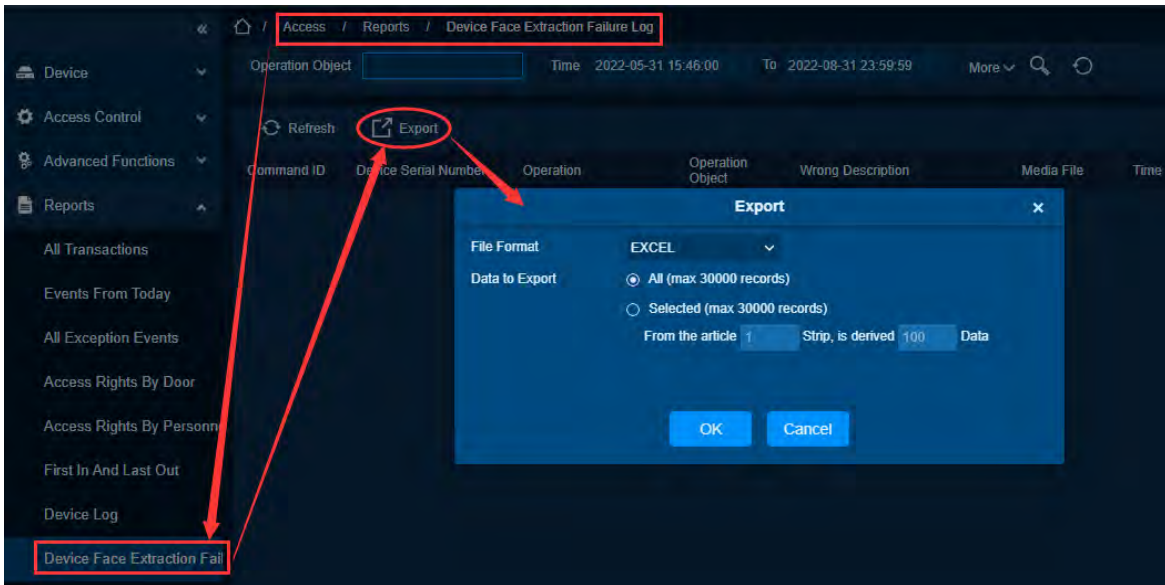 / Access / Reports / Device Face Extraction Failure Log
Device
Access Control
Advanced Functions
Reports
All Transactions
Events From Today
All Exception Events
Access Rights By Door
Access Rights By Personn
First In And Last Out
Device Log
Device Face Extraction Fail
Operation Object Time 2022-05-31 15:46:00 To 2022-08-31 23:59:59 More
Refresh Export
Command ID Device Serial Number Operation Operation Object Wrong Description Media File Time
Export
File Format EXCEL
Data to Export All (max 30000 records)
Selected (max 30000 records)
From the article 1 Strip, is derived 100 Data
OK Cancel